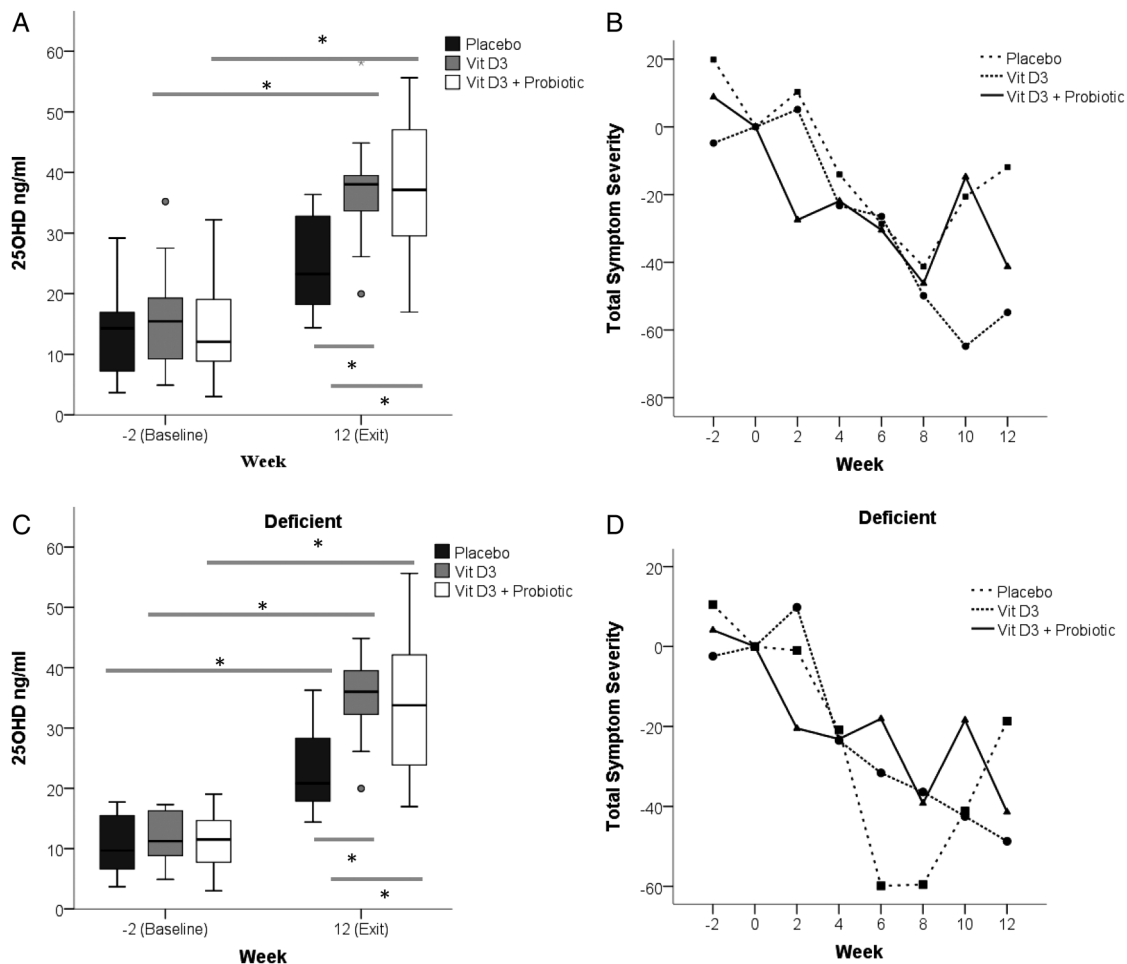 A
60
50
40
30
20
10
0
25OHD ng/ml
*
*
*
*
*
Placebo
Vit D3
Vit D3 + Probiotic
-2 (Baseline)
12 (Exit)
Week
B
20
0
-20
-40
-60
-80
Total Symptom Severity
Placebo
Vit D3
Vit D3 + Probiotic
-2 0 2 4 6 8 10 12
Week
C
Deficient
60
50
40
30
20
10
0
25OHD ng/ml
*
*
*
*
*
Placebo
Vit D3
Vit D3 + Probiotic
-2 (Baseline)
12 (Exit)
Week
D
Deficient
20
0
-20
-40
-60
Total Symptom Severity
Placebo
Vit D3
Vit D3 + Probiotic
-2 0 2 4 6 8 10 12
Week